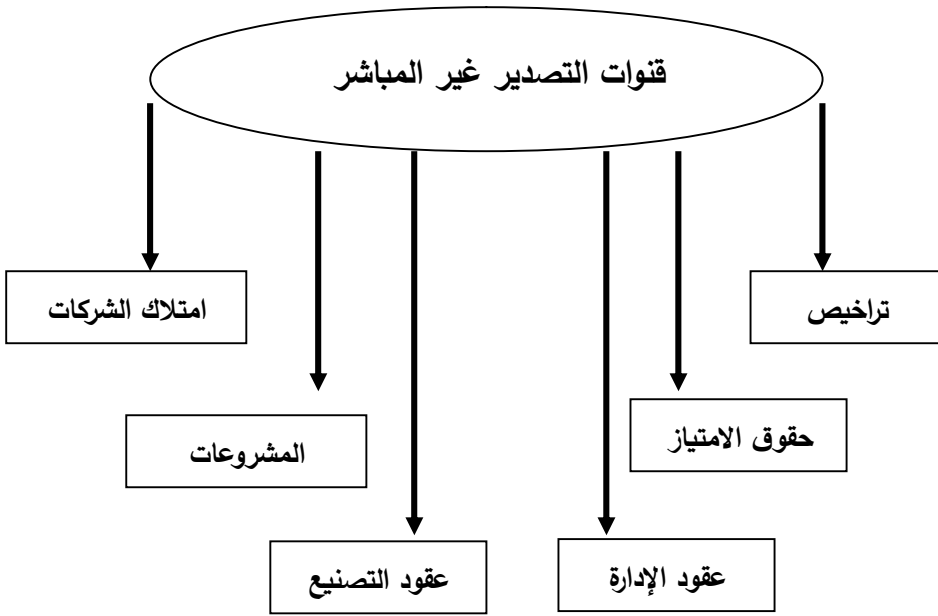 قنوات التصدير غير المباشر
تراخيص
امتلاك الشركات
حقوق الامتياز
المشروعات
عقود الإدارة
عقود التصنيع